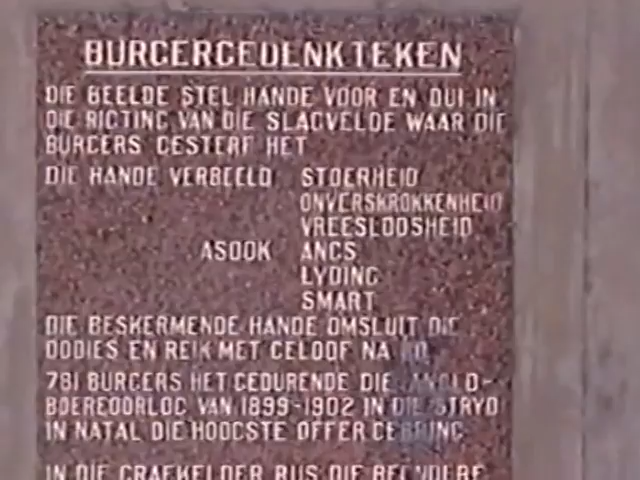 BURGERGEDENKTEKEN
DIE BEELDE STEL HANDE VOOR EN DUI IN
DIE RIGTING VAN DIE SLAGVELDE WAAR DIE
BURGERS GESTERF HET
DIE HANDE VERBEELD STOERHEID
ONVERSKROKKENHEID
VREESLOOSHEID
ASOOK ANGS
LYDING
SMART
DIE BESKERMENDE HANDE OMSLUIT DIE
DODIES EN REIK MET GELOOF NA BO
781 BURGERS HET GEDURENDE DIE ANGLO-
BOEREOORLOG VAN 1899-1902 IN DIE STRYD
IN NATAL DIE HOOGSTE OFFER GEBRING
IN DIE GRAFKELDER RUS DIE BEENDERE